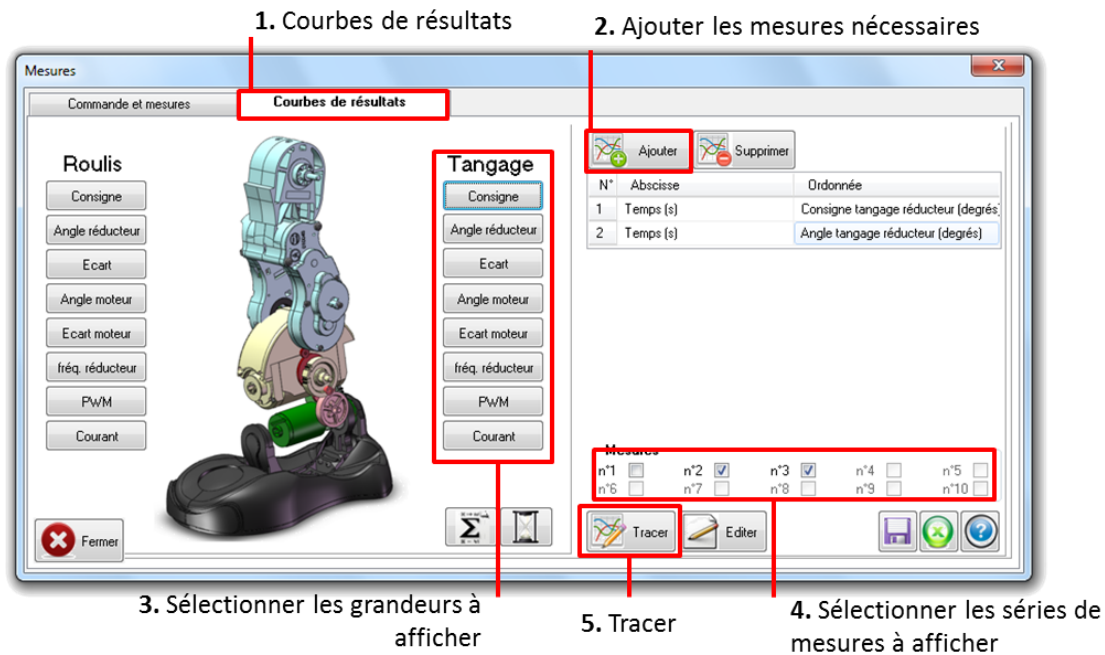 1. Courbes de résultats
2. Ajouter les mesures nécessaires
Mesures
Commande et mesures
Courbes de résultats
Roulis
Consigne
Angle réducteur
Ecart
Angle moteur
Ecart moteur
fréq. réducteur
PWM
Courant
Fermer
Tangage
Consigne
Angle réducteur
Ecart
Angle moteur
Ecart moteur
fréq. réducteur
PWM
Courant
Σ
Ajouter
Supprimer
N° Abscisse Ordonnée
1 Temps (s) Consigne tangage réducteur (degrés
2 Temps (s) Angle tangage réducteur (degrés)
Mesures
n°1 n°2 n°3 n°4 n°5
n°6 n°7 n°8 n°9 n°10
Tracer
Editer
3. Sélectionner les grandeurs à
afficher
5. Tracer
4. Sélectionner les séries de
mesures à afficher